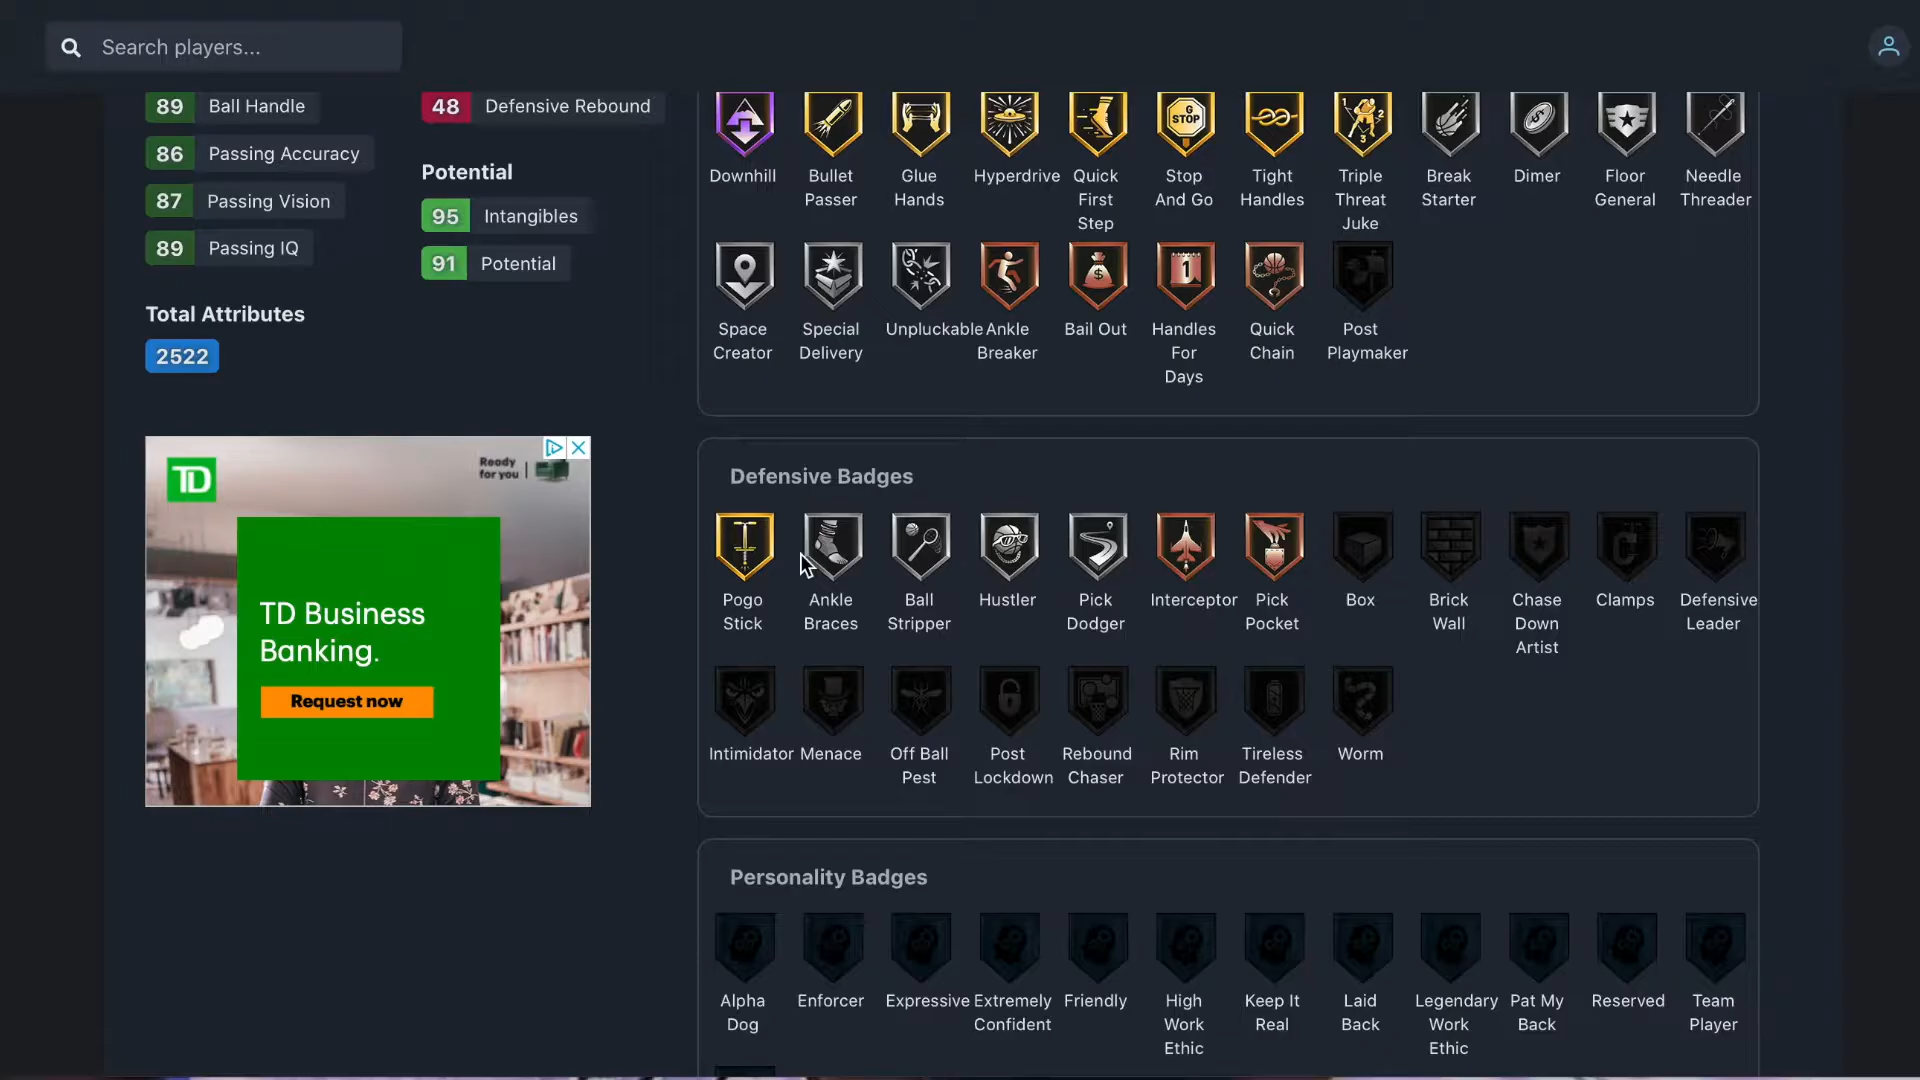 Search players...
89 Ball Handle
48 Defensive Rebound
86 Passing Accuracy
87 Passing Vision
89 Passing IQ
Potential
95 Intangibles
91 Potential
Total Attributes
2522
G
STOP
1
2
3
Downhill
Bullet
Passer
Glue
Hands
Hyperdrive
Quick
First
Step
Stop
And Go
Tight
Handles
Triple
Threat
Juke
Break
Starter
Dimer
Floor
General
Needle
Threader
$
1
Space
Creator
Special
Delivery
Unpluckable
Ankle
Breaker
Bail Out
Handles
For
Days
Quick
Chain
Post
Playmaker
TD
Ready
for you
TD Business
Banking.
Request now
Defensive Badges
Pogo
Stick
Ankle
Braces
Ball
Stripper
Hustler
Pick
Dodger
Interceptor
Pick
Pocket
Box
Brick
Wall
Chase
Down
Artist
Clamps
Defensive
Leader
Intimidator
Menace
Off Ball
Pest
Post
Lockdown
Rebound
Chaser
Rim
Protector
Tireless
Defender
Worm
Personality Badges
Alpha
Dog
Enforcer
Expressive
Extremely
Confident
Friendly
High
Work
Ethic
Keep It
Real
Laid
Back
Legendary
Work
Ethic
Pat My
Back
Reserved
Team
Player